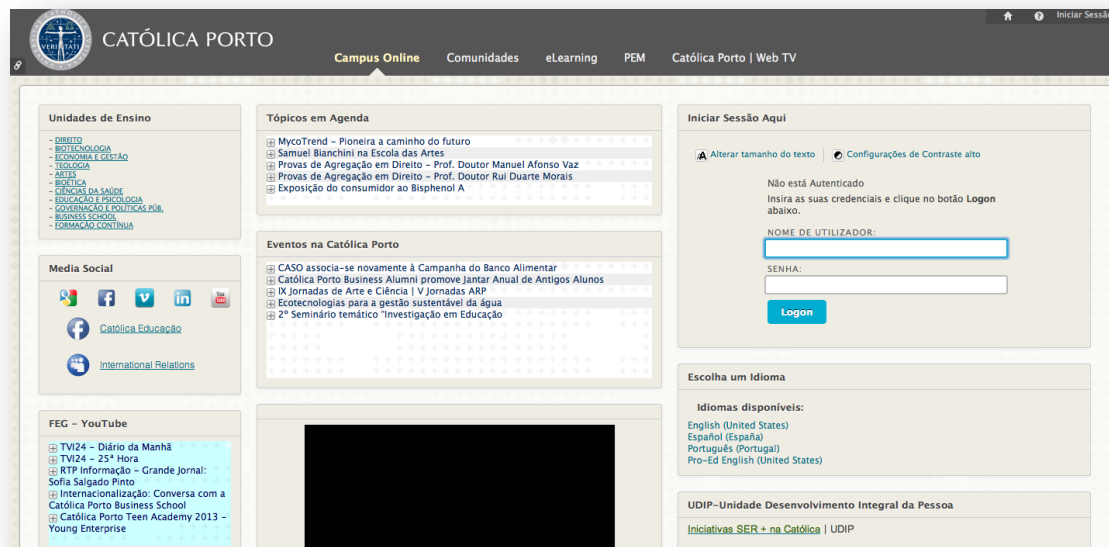 Iniciar Sessão
VERITATI
CATÓLICA PORTO
Campus Online Comunidades eLearning PEM Católica Porto | Web TV
Unidades de Ensino
- DIREITO
- BIOTECNOLOGIA
- ECONOMIA E GESTÃO
- TEOLOGIA
- ARTES
- BIOÉTICA
- CIÊNCIAS DA SAÚDE
- EDUCAÇÃO E PSICOLOGIA
- GOVERNAÇÃO E POLÍTICAS PÚB.
- BUSINESS SCHOOL
- FORMAÇÃO CONTÍNUA
Media Social
You Tube
Católica Educação
International Relations
FEG - YouTube
TVI24 - Diário da Manhã
TVI24 - 25ª Hora
RTP Informação - Grande Jornal:
Sofia Salgado Pinto
Internacionalização: Conversa com a
Católica Porto Business School
Católica Porto Teen Academy 2013 -
Young Enterprise
Tópicos em Agenda
MycoTrend - Pioneira a caminho do futuro
Samuel Bianchini na Escola das Artes
Provas de Agregação em Direito - Prof. Doutor Manuel Afonso Vaz
Provas de Agregação em Direito - Prof. Doutor Rui Duarte Morais
Exposição do consumidor ao Bisphenol A
Eventos na Católica Porto
CASO associa-se novamente à Campanha do Banco Alimentar
Católica Porto Business Alumni promove Jantar Anual de Antigos Alunos
IX Jornadas de Arte e Ciência | V Jornadas ARP
Ecotecnologias para a gestão sustentável da água
2º Seminário temático "Investigação em Educação
Iniciar Sessão Aqui
Alterar tamanho do texto Configurações de Contraste alto
Não está Autenticado
Insira as suas credenciais e clique no botão Logon
abaixo.
NOME DE UTILIZADOR:
SENHA:
Logon
Escolha um Idioma
Idiomas disponíveis:
English (United States)
Español (España)
Português (Portugal)
Pro-Ed English (United States)
UDIP-Unidade Desenvolvimento Integral da Pessoa
Iniciativas SER + na Católica | UDIP